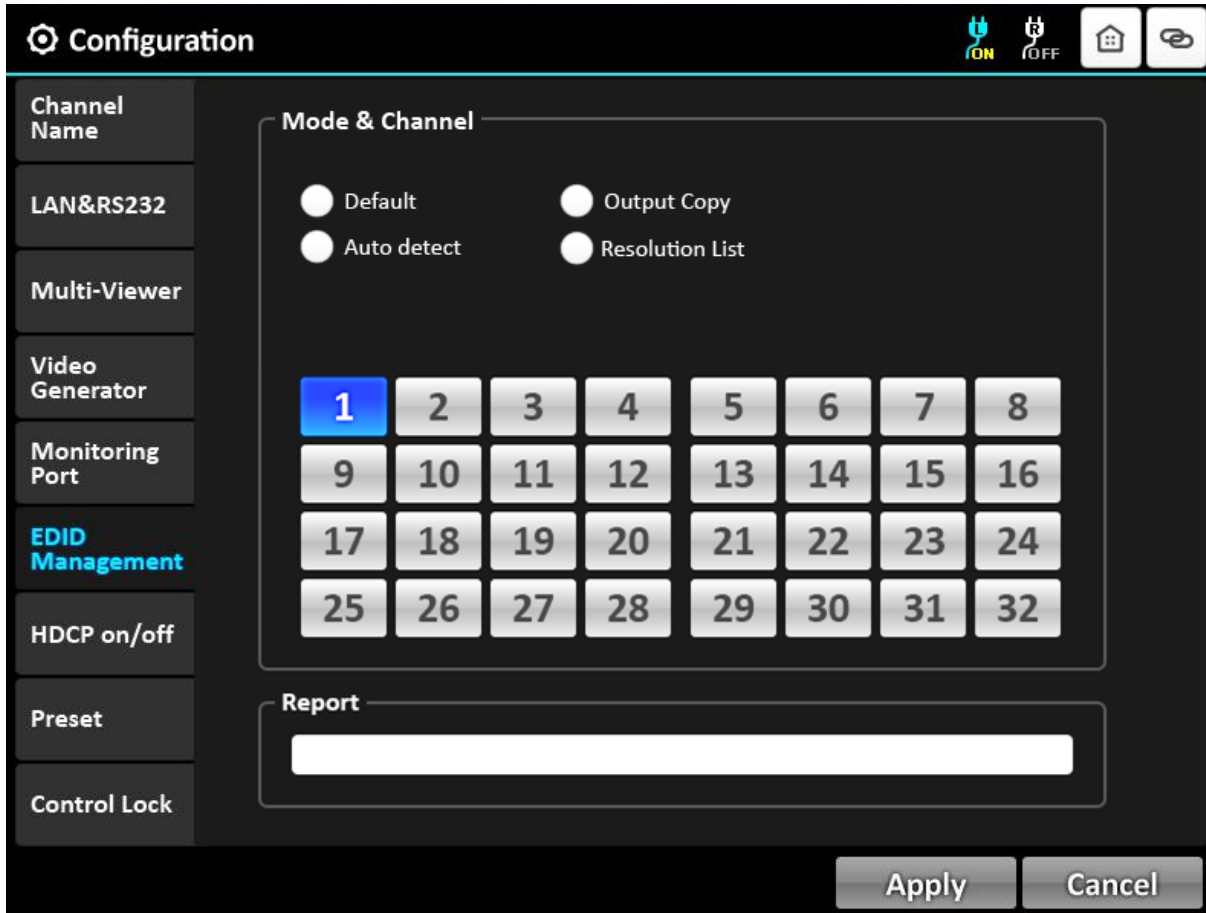 Configuration
L
ON
R
OFF
Channel
Name
LAN&RS232
Multi-Viewer
Video
Generator
Monitoring
Port
EDID
Management
HDCP on/off
Preset
Control Lock
Mode & Channel
Default
Output Copy
Auto detect
Resolution List
1 2 3 4 5 6 7 8
9 10 11 12 13 14 15 16
17 18 19 20 21 22 23 24
25 26 27 28 29 30 31 32
Report
Apply
Cancel